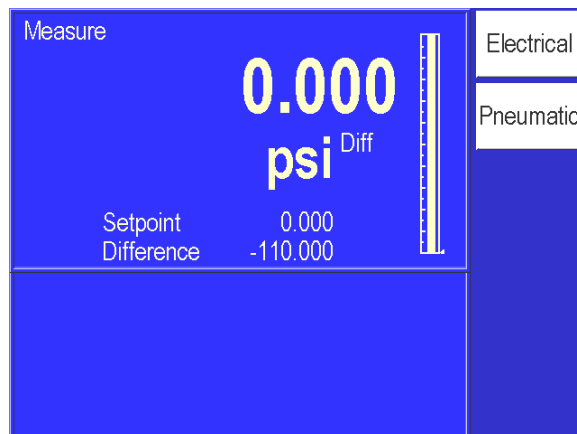 Measure
0.000
psi Diff
Setpoint 0.000
Difference -110.000
Electrical
Pneumatic